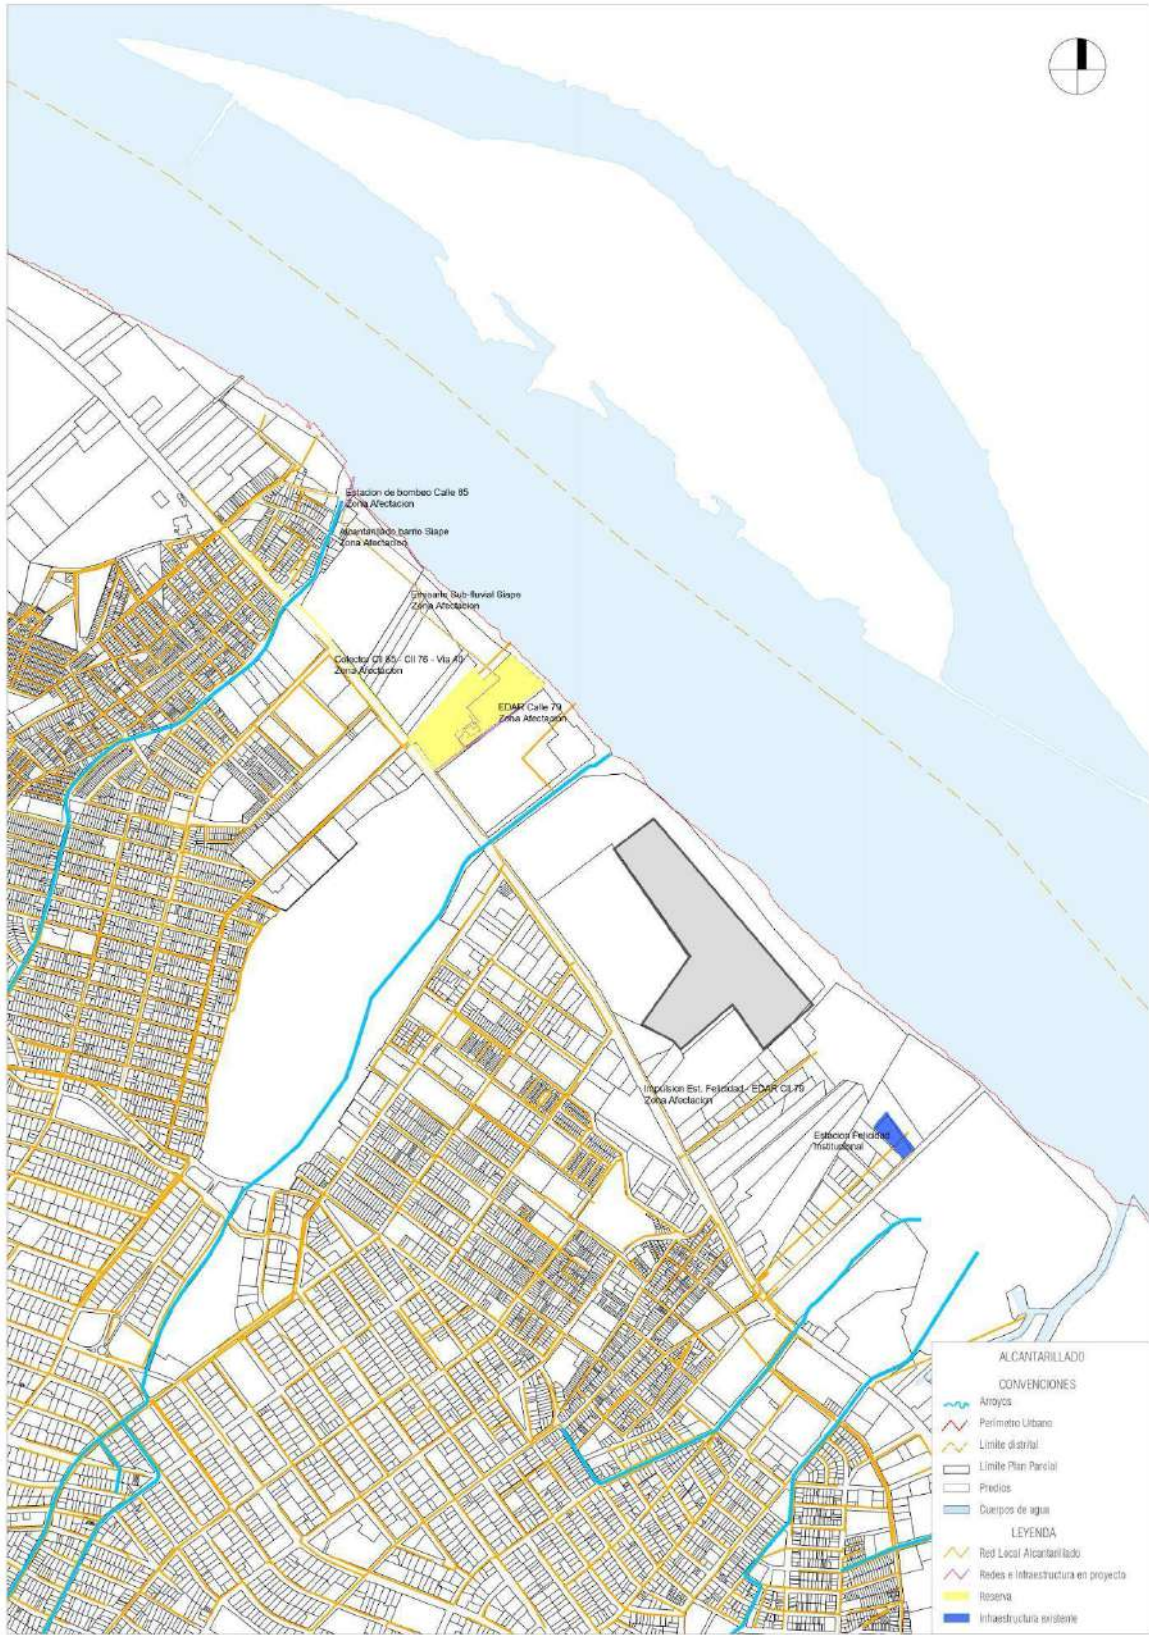 Estacion de bombeo Calle 85
Zona Afectacion
Alcantarillado barrio Siape
Zona Afectacion
Emisario Sub-fluvial Siape
Zona Afectacion
Colector Cll 85 - Cll 76 - Via 40
Zona Afectacion
EDAR Calle 79
Zona Afectacion
Impulsion Est. Felicidad - EDAR Cll 79
Zona Afectacion
Estacion Felicidad
Institucional
ALCANTARILLADO
CONVENCIONES
Arroyos
Perímetro Urbano
Limite distrital
Limite Plan Parcial
Predios
Cuerpos de agua
LEYENDA
Red Local Alcantarillado
Redes e Infraestructura en proyecto
Reserva
Infraestructura existente